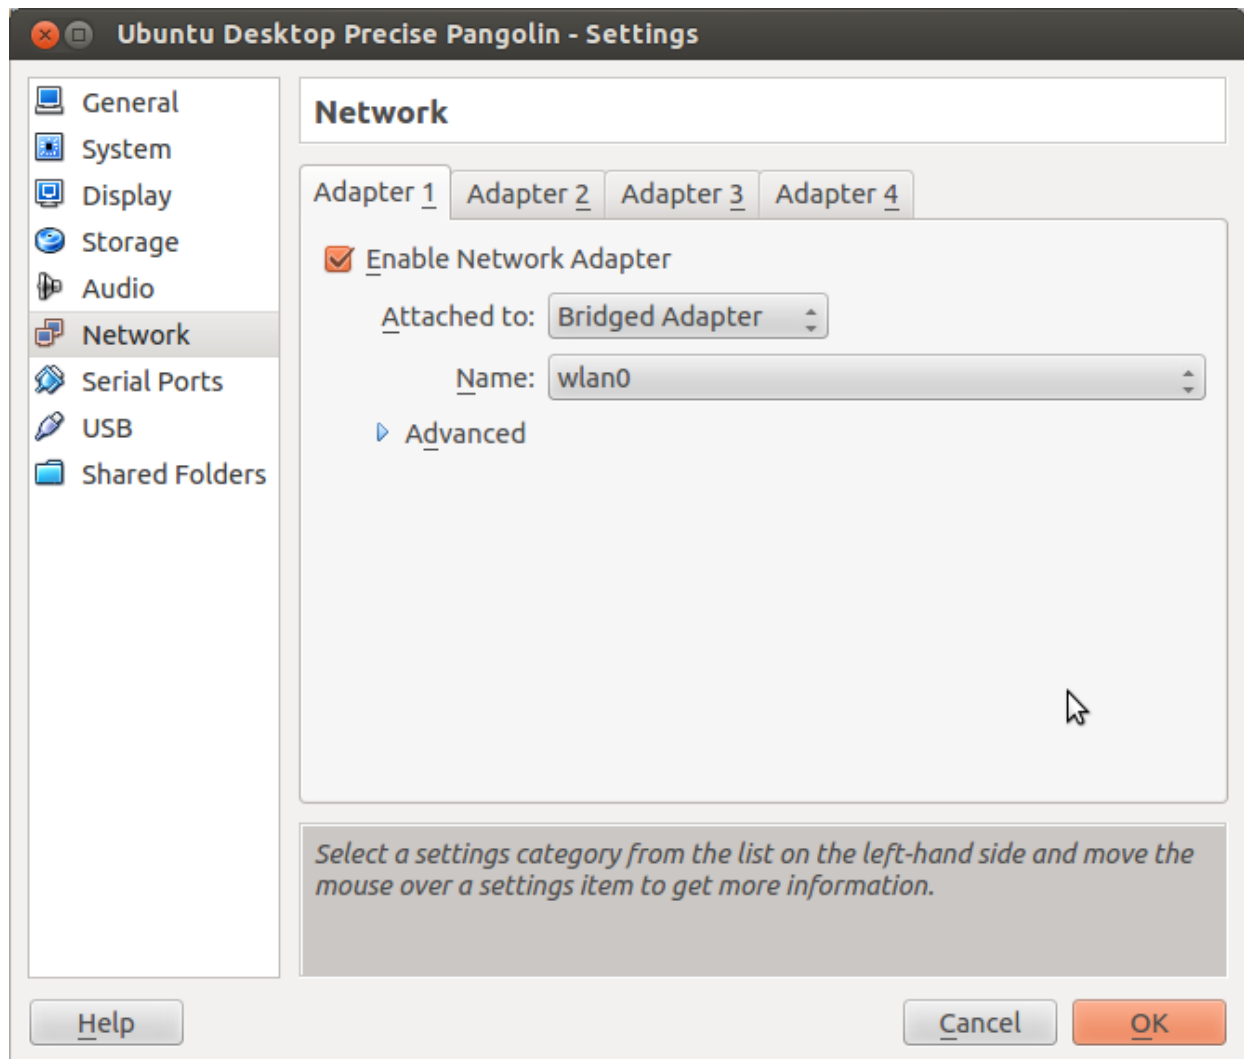 Ubuntu Desktop Precise Pangolin - Settings
General
System
Display
Storage
Audio
Network
Serial Ports
USB
Shared Folders
Network
Adapter 1 Adapter 2 Adapter 3 Adapter 4
Enable Network Adapter
Attached to: Bridged Adapter
Name: wlan0
Advanced
Select a settings category from the list on the left-hand side and move the
mouse over a settings item to get more information.
Help Cancel OK